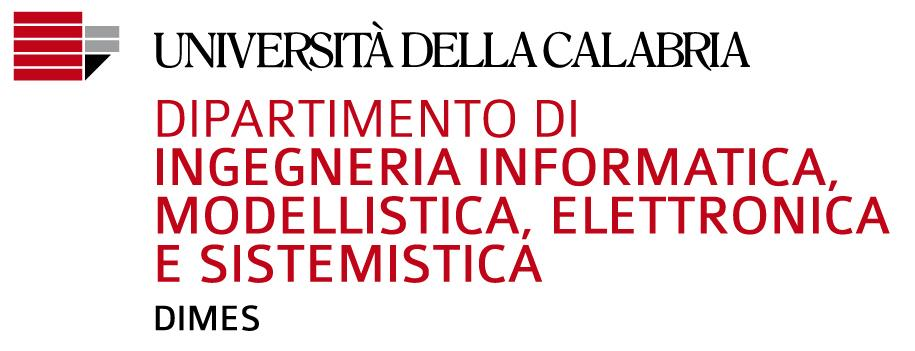 UNIVERSITÀ DELLA CALABRIA
DIPARTIMENTO DI
INGEGNERIA INFORMATICA,
MODELLISTICA, ELETTRONICA
E SISTEMISTICA
DIMES